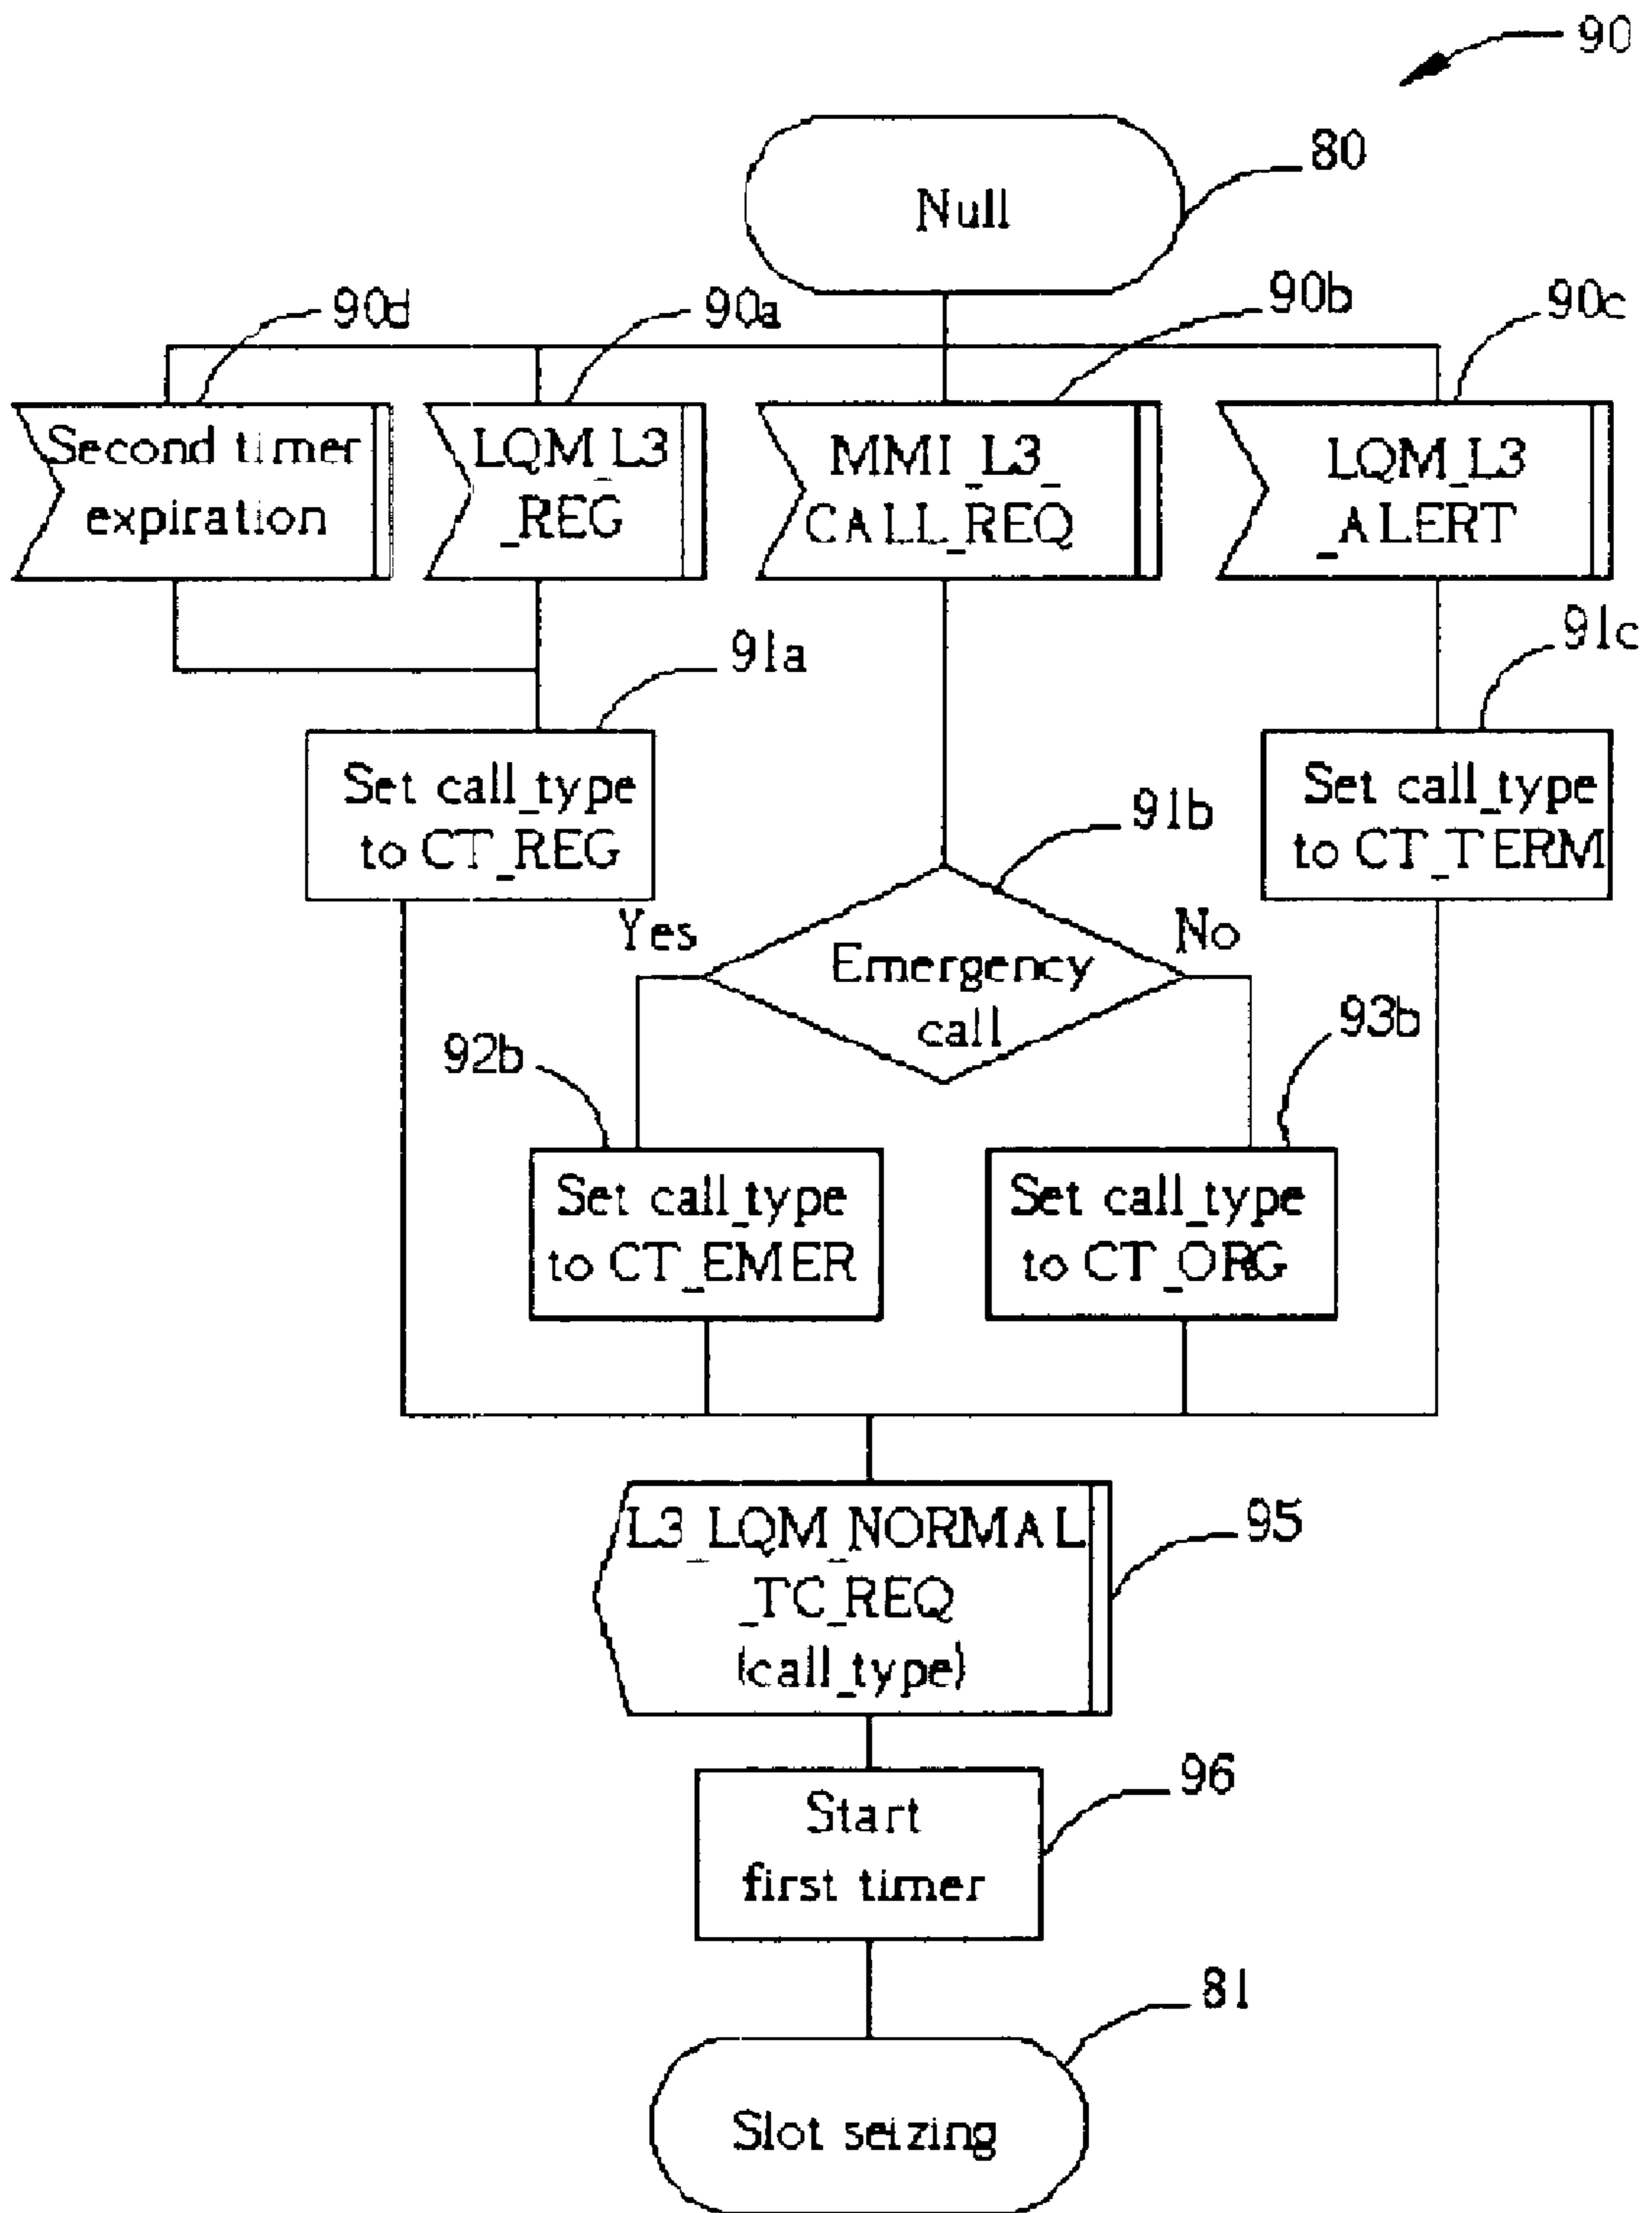 90
80
Null
90d
90a
90b
90c
Second timer
expiration
LQM_L3
_REG
MMI_L3_
CALL_REQ
LQM_L3
_ALERT
91a
91c
Set call_type
to CT_REG
Set call_type
to CT_TERM
91b
Yes
No
Emergency
call
92b
93b
Set call_type
to CT_EMER
Set call_type
to CT_ORG
L3_LQM_NORMAL
_TC_REQ
(call_type)
95
96
Start
first timer
81
Slot seizing